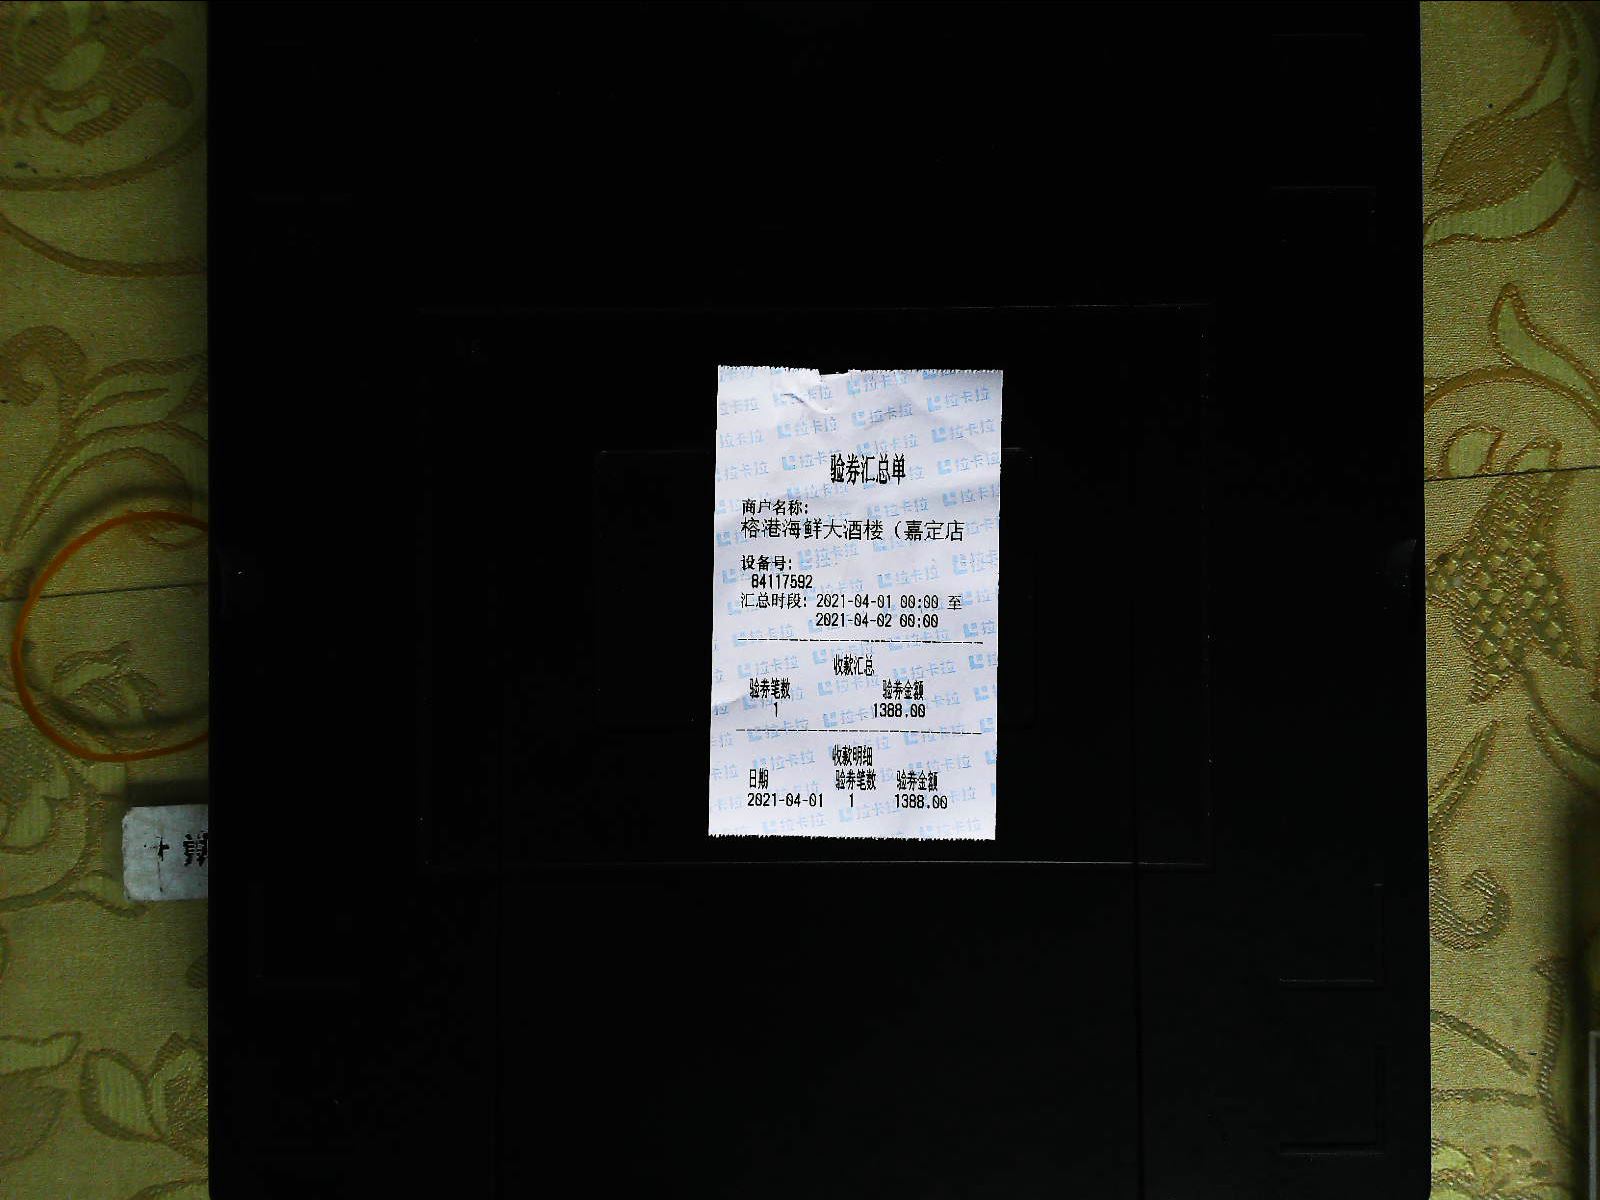 验券汇总单
商户名称:
榕港海鲜大酒楼（嘉定店
设备号:
84117592
汇总时段: 2021-04-01 00:00 至
2021-04-02 00:00
收款汇总
验券笔数 验券金额
1 1388.00
收款明细
日期 验券笔数 验券金额
2021-04-01 1 1388.00
拉卡拉